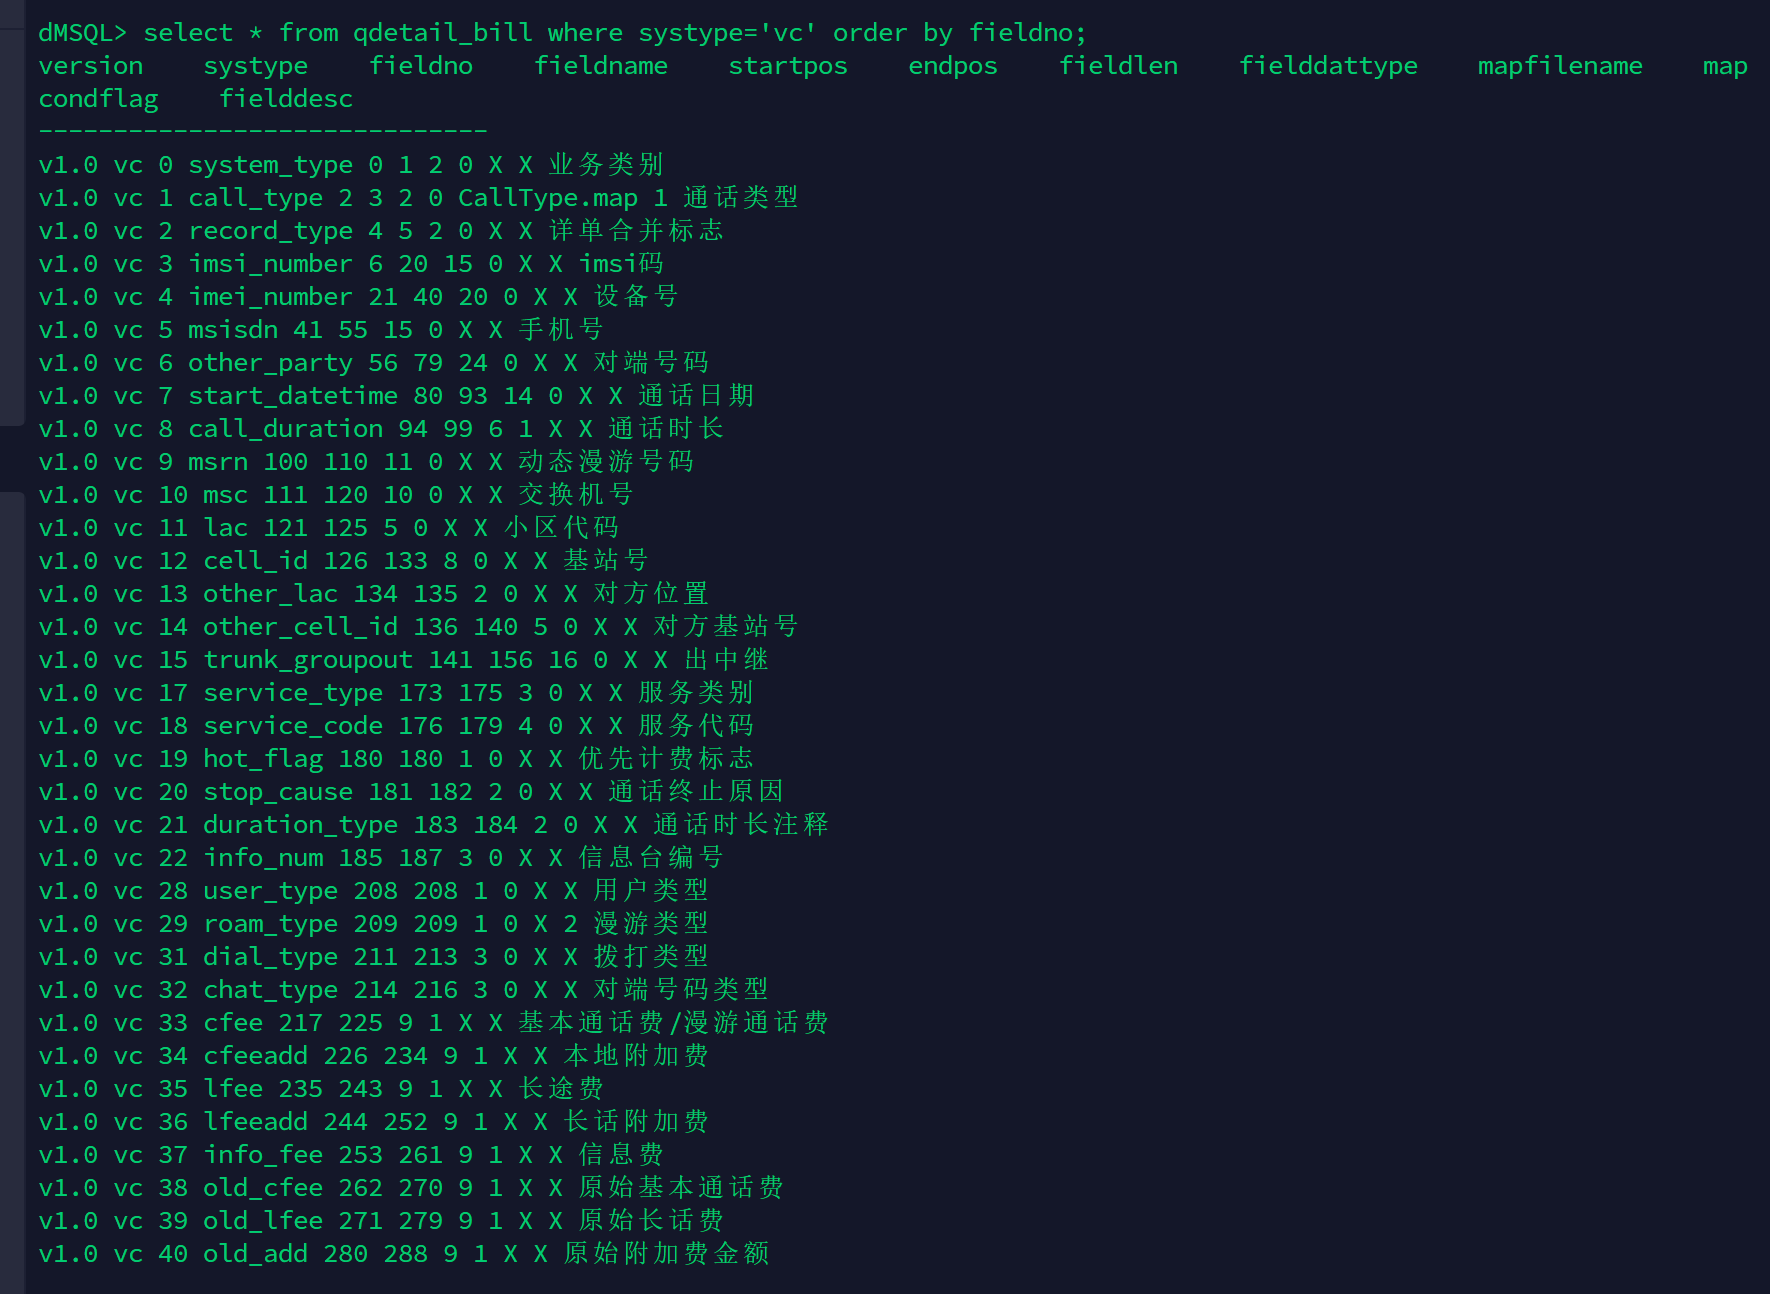 dMSQL> select * from qdetail_bill where systype='vc' order by fieldno;
version    systype    fieldno    fieldname    startpos    endpos    fieldlen    fielddattype    mapfilename    map
condflag    fielddesc
------------------------------
v1.0 vc 0 system_type 0 1 2 0 X X 业务类别
v1.0 vc 1 call_type 2 3 2 0 CallType.map 1 通话类型
v1.0 vc 2 record_type 4 5 2 0 X X 详单合并标志
v1.0 vc 3 imsi_number 6 20 15 0 X X imsi码
v1.0 vc 4 imei_number 21 40 20 0 X X 设备号
v1.0 vc 5 msisdn 41 55 15 0 X X 手机号
v1.0 vc 6 other_party 56 79 24 0 X X 对端号码
v1.0 vc 7 start_datetime 80 93 14 0 X X 通话日期
v1.0 vc 8 call_duration 94 99 6 1 X X 通话时长
v1.0 vc 9 msrn 100 110 11 0 X X 动态漫游号码
v1.0 vc 10 msc 111 120 10 0 X X 交换机号
v1.0 vc 11 lac 121 125 5 0 X X 小区代码
v1.0 vc 12 cell_id 126 133 8 0 X X 基站号
v1.0 vc 13 other_lac 134 135 2 0 X X 对方位置
v1.0 vc 14 other_cell_id 136 140 5 0 X X 对方基站号
v1.0 vc 15 trunk_groupout 141 156 16 0 X X 出中继
v1.0 vc 17 service_type 173 175 3 0 X X 服务类别
v1.0 vc 18 service_code 176 179 4 0 X X 服务代码
v1.0 vc 19 hot_flag 180 180 1 0 X X 优先计费标志
v1.0 vc 20 stop_cause 181 182 2 0 X X 通话终止原因
v1.0 vc 21 duration_type 183 184 2 0 X X 通话时长注释
v1.0 vc 22 info_num 185 187 3 0 X X 信息台编号
v1.0 vc 28 user_type 208 208 1 0 X X 用户类型
v1.0 vc 29 roam_type 209 209 1 0 X 2 漫游类型
v1.0 vc 31 dial_type 211 213 3 0 X X 拨打类型
v1.0 vc 32 chat_type 214 216 3 0 X X 对端号码类型
v1.0 vc 33 cfee 217 225 9 1 X X 基本通话费/漫游通话费
v1.0 vc 34 cfeeadd 226 234 9 1 X X 本地附加费
v1.0 vc 35 lfee 235 243 9 1 X X 长途费
v1.0 vc 36 lfeeadd 244 252 9 1 X X 长话附加费
v1.0 vc 37 info_fee 253 261 9 1 X X 信息费
v1.0 vc 38 old_cfee 262 270 9 1 X X 原始基本通话费
v1.0 vc 39 old_lfee 271 279 9 1 X X 原始长话费
v1.0 vc 40 old_add 280 288 9 1 X X 原始附加费金额